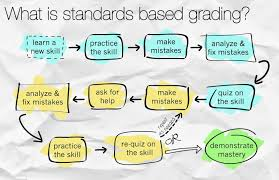 What is standards based grading?
learn a
new skill
practice
the skill
make
mistakes
analyze &
fix mistakes
quiz on
the skill
make
mistakes
ask for
help
analyze &
fix mistakes
practice
the skill
re-quiz on
the skill
OR
demonstrate
mastery